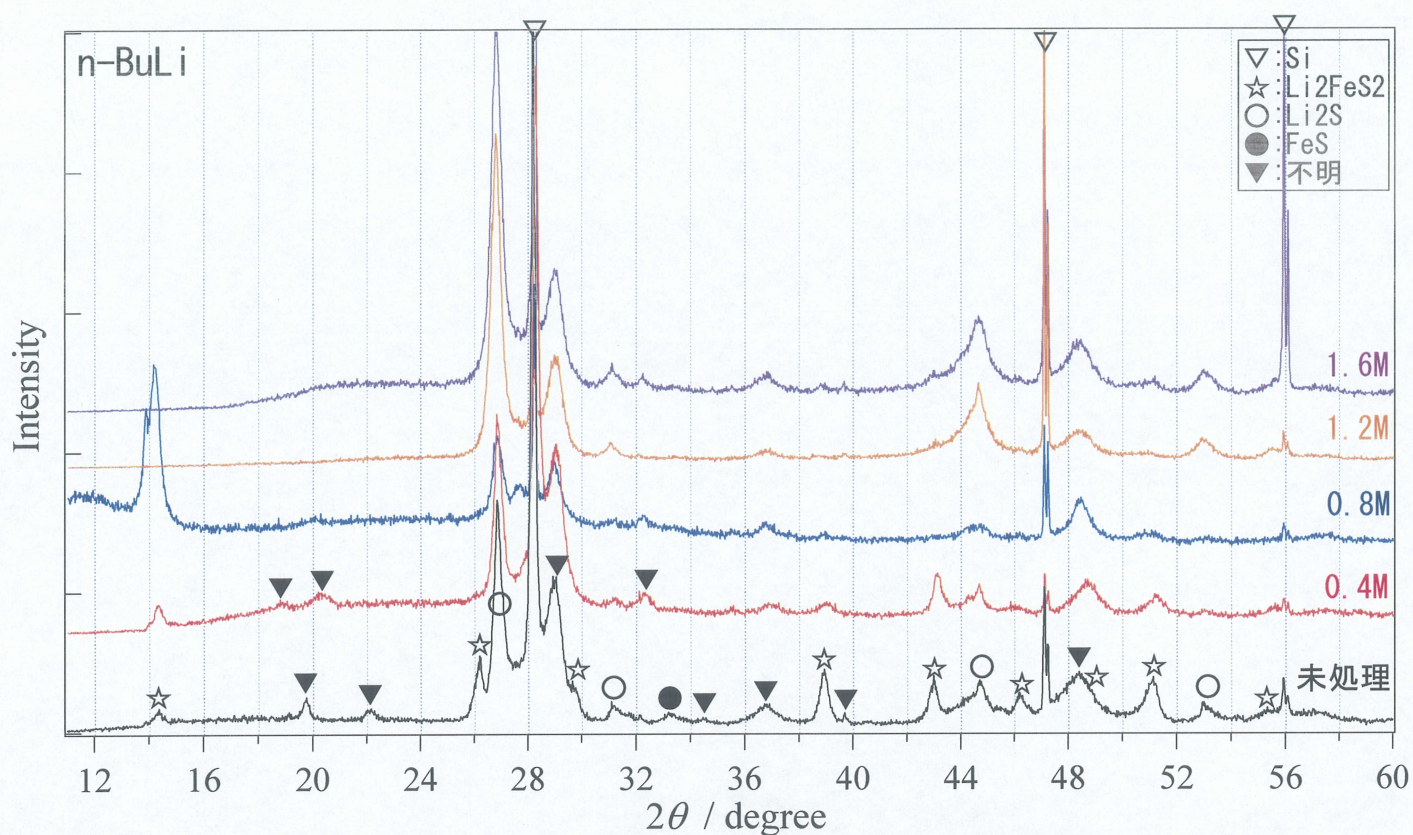 n-BuLi
▽:Si
☆:Li2FeS2
○:Li2S
●:FeS
▼:不明
1.6M
1.2M
0.8M
0.4M
未処理
Intensity
12 16 20 24 28 32 36 40 44 48 52 56 60
2θ / degree